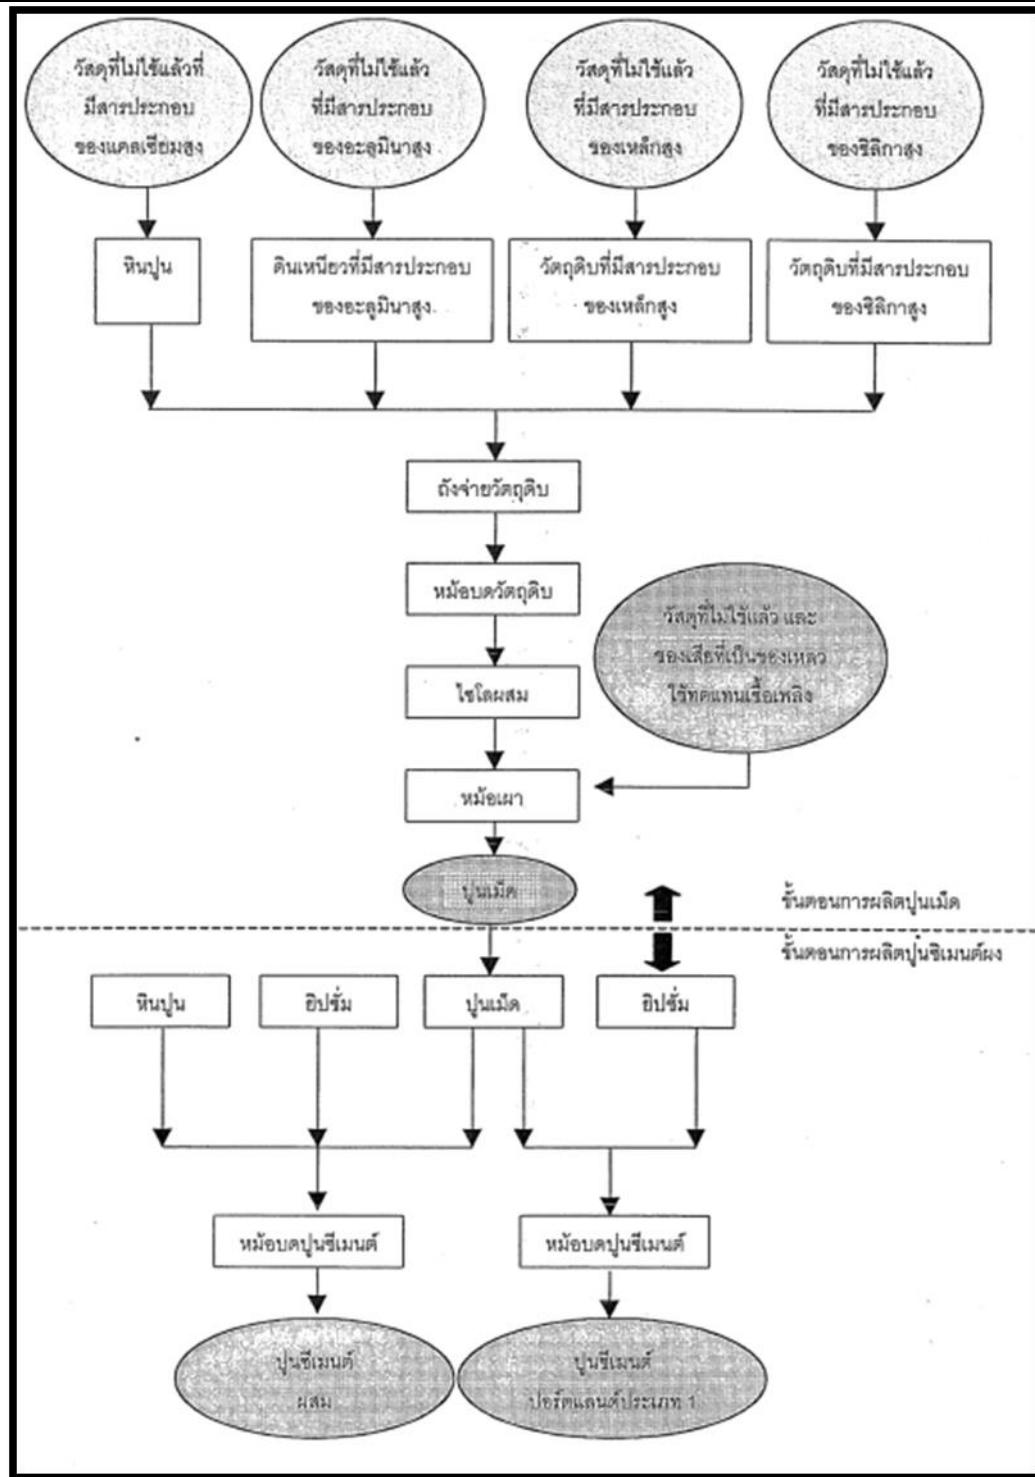 วัสดุที่ไม่ใช้แล้วที่
มีสารประกอบ
ของแคลเซียมสูง
วัสดุที่ไม่ใช้แล้ว
ที่มีสารประกอบ
ของอะลูมินาสูง
วัสดุที่ไม่ใช้แล้ว
ที่มีสารประกอบ
ของเหล็กสูง
วัสดุที่ไม่ใช้แล้ว
ที่มีสารประกอบ
ของซิลิกาสูง
หินปูน
ดินเหนียวที่มีสารประกอบ
ของอะลูมินาสูง
วัตถุดิบที่มีสารประกอบ
ของเหล็กสูง
วัตถุดิบที่มีสารประกอบ
ของซิลิกาสูง
ถังจ่ายวัตถุดิบ
หม้อบดวัตถุดิบ
วัสดุที่ไม่ใช้แล้ว และ
ของเสียที่เป็นของเหลว
ใช้ทดแทนเชื้อเพลิง
ไซโลผสม
หม้อเผา
ปูนเม็ด
ขั้นตอนการผลิตปูนเม็ด
ขั้นตอนการผลิตปูนซิเมนต์ผง
หินปูน
ยิปซั่ม
ปูนเม็ด
ยิปซั่ม
หม้อบดปูนซีเมนต์
หม้อบดปูนซีเมนต์
ปูนซีเมนต์
ผสม
ปูนซีเมนต์
ปอร์ตแลนด์ประเภท 1